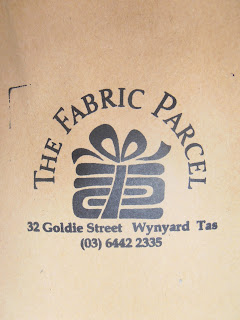 THE FABRIC PARCEL
32 Goldie Street Wynyard Tas
(03) 6442 2335